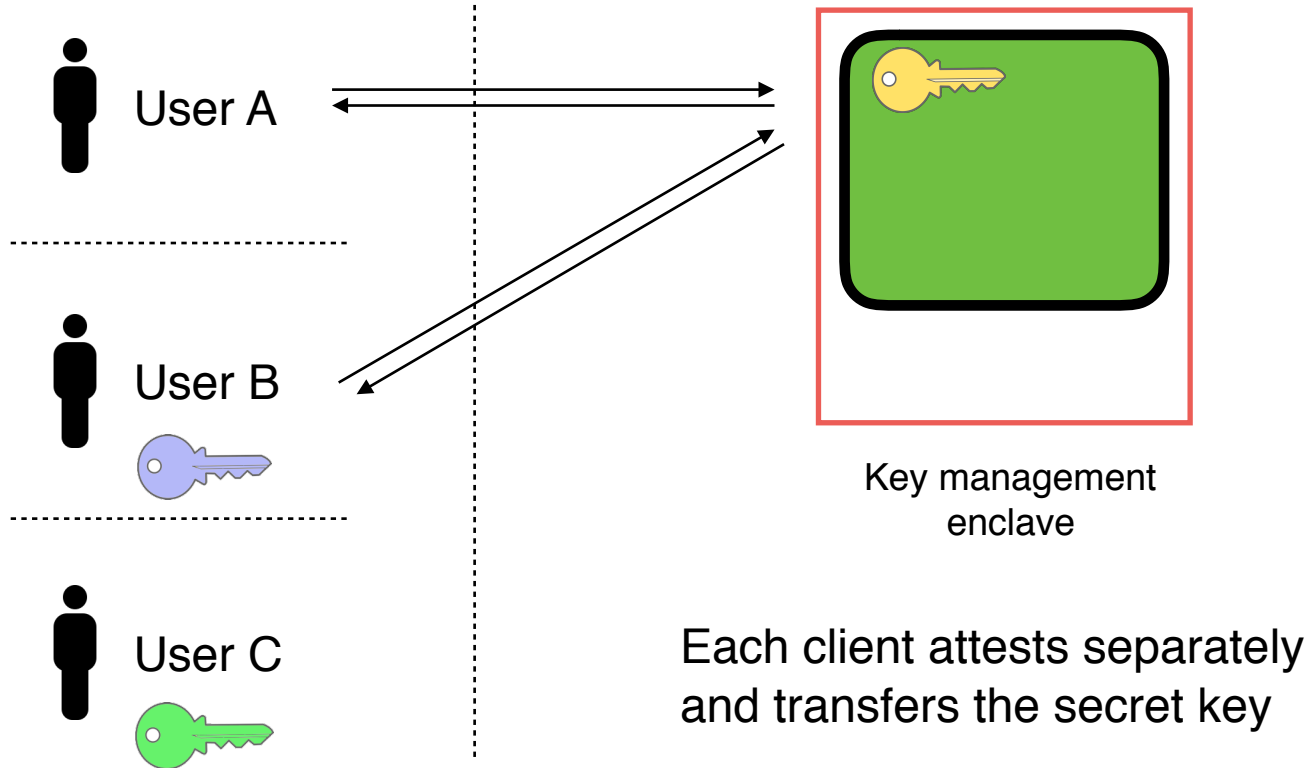 User A
User B
Key management
enclave
User C
Each client attests separately
and transfers the secret key